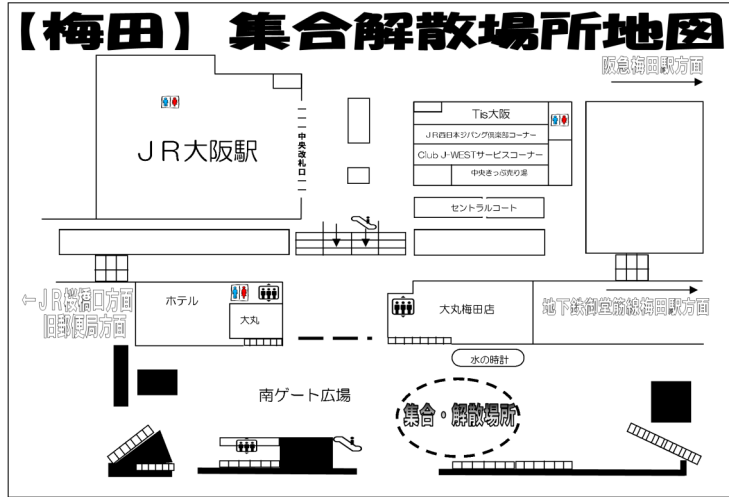 【梅田】集合解散場所地図
阪急梅田駅方面
JR大阪駅
中央改札口
Tis大阪
JR西日本ジパング倶楽部コーナー
Club J-WESTサービスコーナー
中央きっぷ売り場
セントラルコート
←JR桜橋口方面
旧郵便局方面
ホテル
大丸
大丸梅田店
地下鉄御堂筋線梅田駅方面
水の時計
南ゲート広場
集合・解散場所